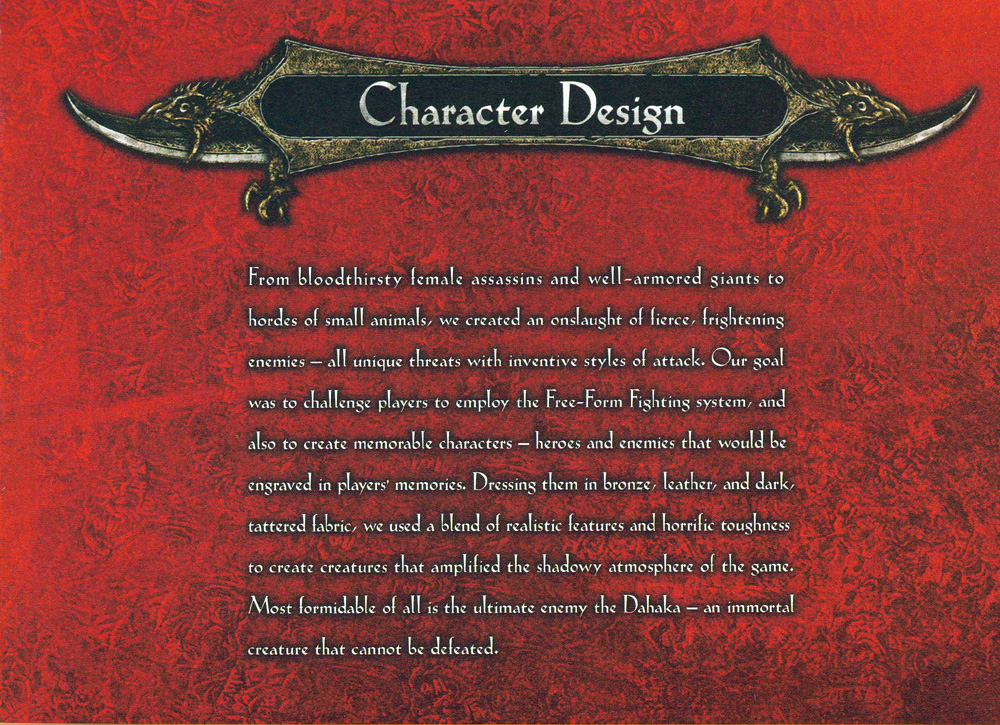 Character Design
From bloodthirsty female assassins and well-armored giants to
hordes of small animals, we created an onslaught of fierce, frightening
enemies – all unique threats with inventive styles of attack. Our goal
was to challenge players to employ the Free-Form Fighting system, and
also to create memorable characters – heroes and enemies that would be
engraved in players' memories. Dressing them in bronze, leather, and dark,
tattered fabric, we used a blend of realistic features and horrific toughness
to create creatures that amplified the shadowy atmosphere of the game.
Most formidable of all is the ultimate enemy the Dahaka – an immortal
creature that cannot be defeated.